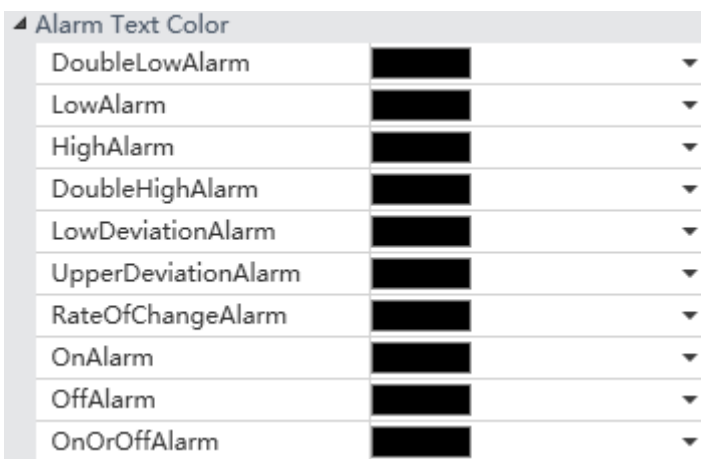 Alarm Text Color
DoubleLowAlarm
LowAlarm
HighAlarm
DoubleHighAlarm
LowDeviationAlarm
UpperDeviationAlarm
RateOfChangeAlarm
OnAlarm
OffAlarm
OnOrOffAlarm